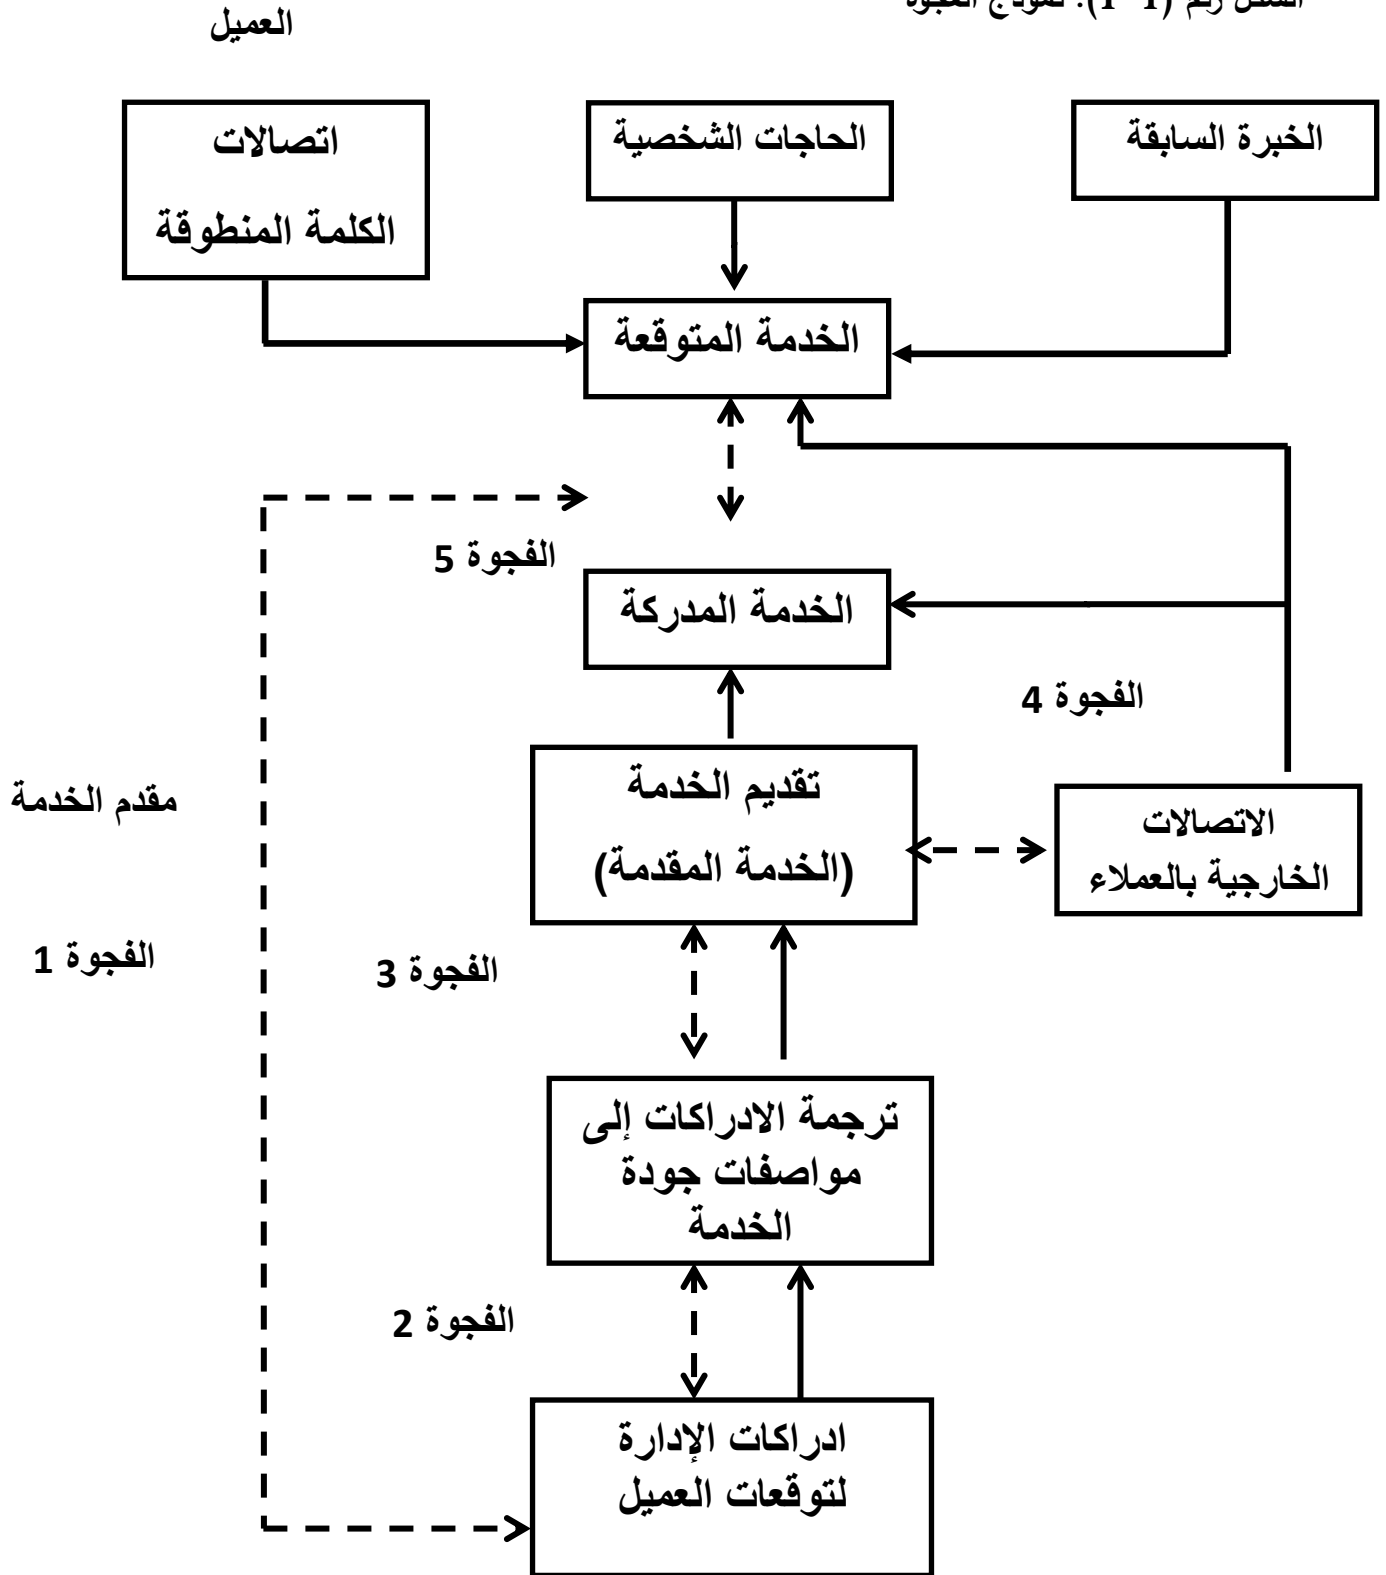 العميل
الخبرة السابقة
الحاجات الشخصية
اتصالات
الكلمة المنطوقة
الخدمة المتوقعة
الفجوة 5
الخدمة المدركة
الفجوة 4
تقديم الخدمة
(الخدمة المقدمة)
الاتصالات
الخارجية بالعملاء
مقدم الخدمة
الفجوة 1
الفجوة 3
ترجمة الادراكات إلى
مواصفات جودة
الخدمة
الفجوة 2
ادراكات الإدارة
لتوقعات العميل